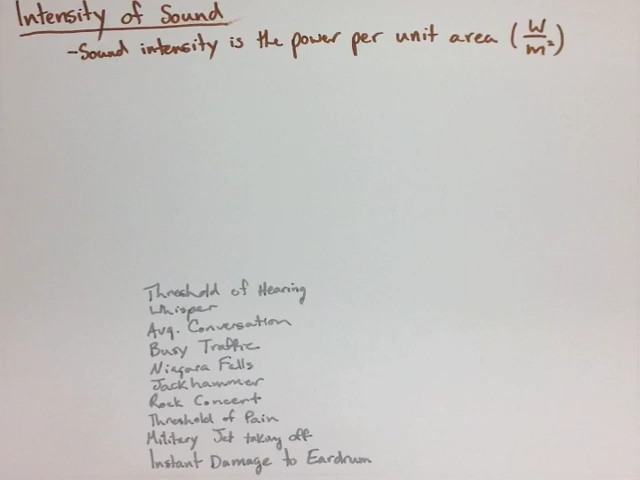 Intensity of Sound
-Sound intensity is the power per unit area (W/m²)
Threshold of Hearing
Whisper
Avg. Conversation
Busy Traffic
Niagara Falls
Jackhammer
Rock Concert
Threshold of Pain
Military Jet taking off
Instant Damage to Eardrum